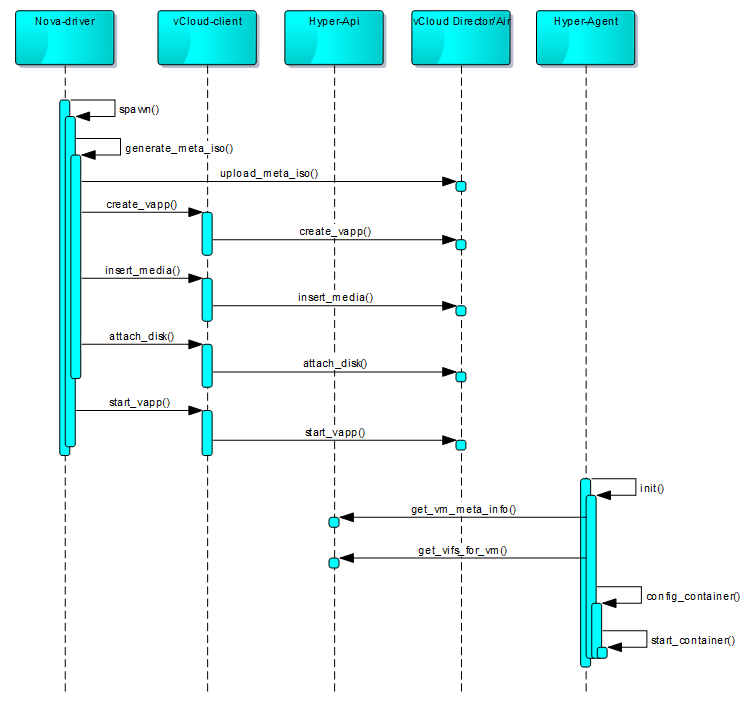 Nova-driver
vCloud-client
Hyper-Api
vCloud Director/Air
Hyper-Agent
spawn()
generate_meta_iso()
upload_meta_iso()
create_vapp()
create_vapp()
insert_media()
insert_media()
attach_disk()
attach_disk()
start_vapp()
start_vapp()
init()
get_vm_meta_info()
get_vifs_for_vm()
config_container()
start_container()